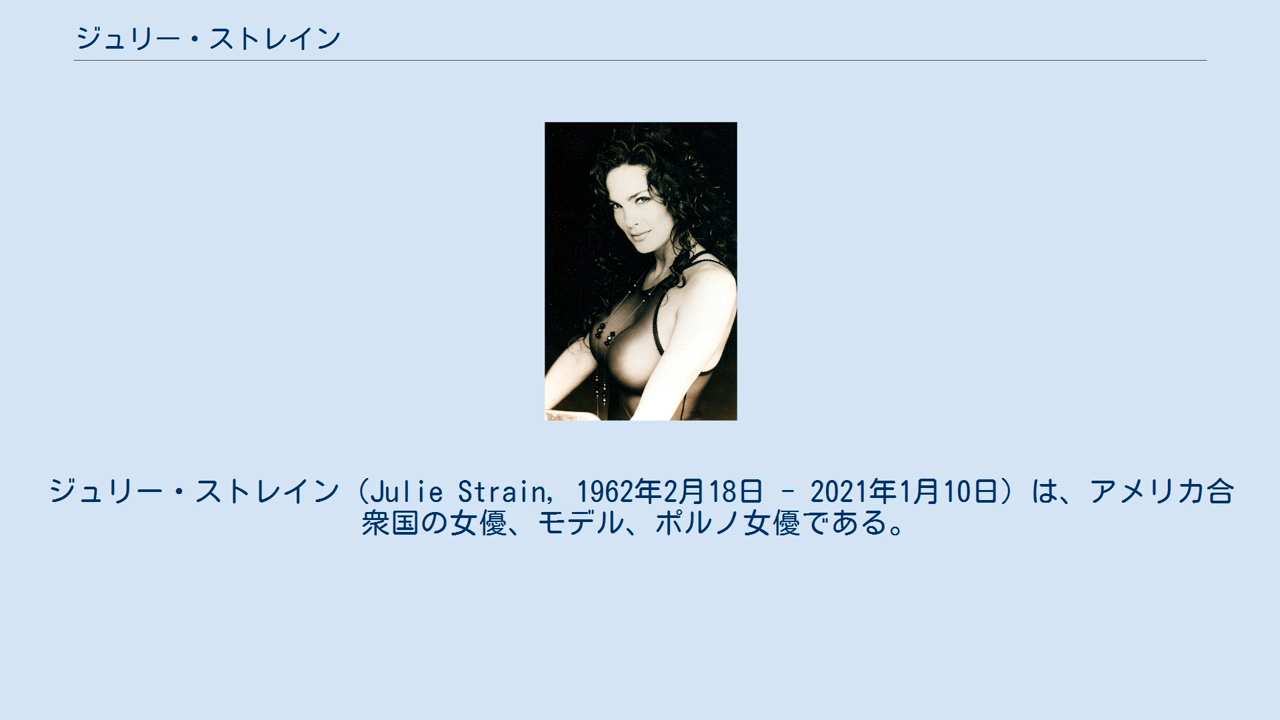 ジュリー・ストレイン
ジュリー・ストレイン（Julie Strain, 1962年2月18日 - 2021年1月10日）は、アメリカ合
衆国の女優、モデル、ポルノ女優である。